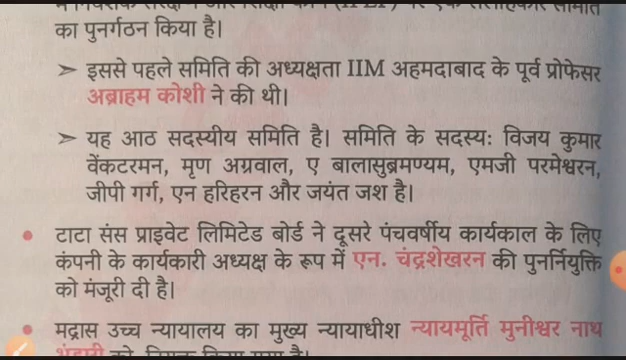 का पुनर्गठन किया है।
➢ इससे पहले समिति की अध्यक्षता IIM अहमदाबाद के पूर्व प्रोफेसर
अब्राहम कोशी ने की थी।
➢ यह आठ सदस्यीय समिति है। समिति के सदस्यः विजय कुमार
वेंकटरमन, मृण अग्रवाल, ए बालासुब्रमण्यम, एमजी परमेश्वरन,
जीपी गर्ग, एन हरिहरन और जयंत जश है।
• टाटा संस प्राइवेट लिमिटेड बोर्ड ने दूसरे पंचवर्षीय कार्यकाल के लिए
कंपनी के कार्यकारी अध्यक्ष के रूप में एन. चंद्रशेखरन की पुनर्नियुक्ति
को मंजूरी दी है।
• मद्रास उच्च न्यायालय का मुख्य न्यायाधीश न्यायमूर्ति मुनीश्वर नाथ